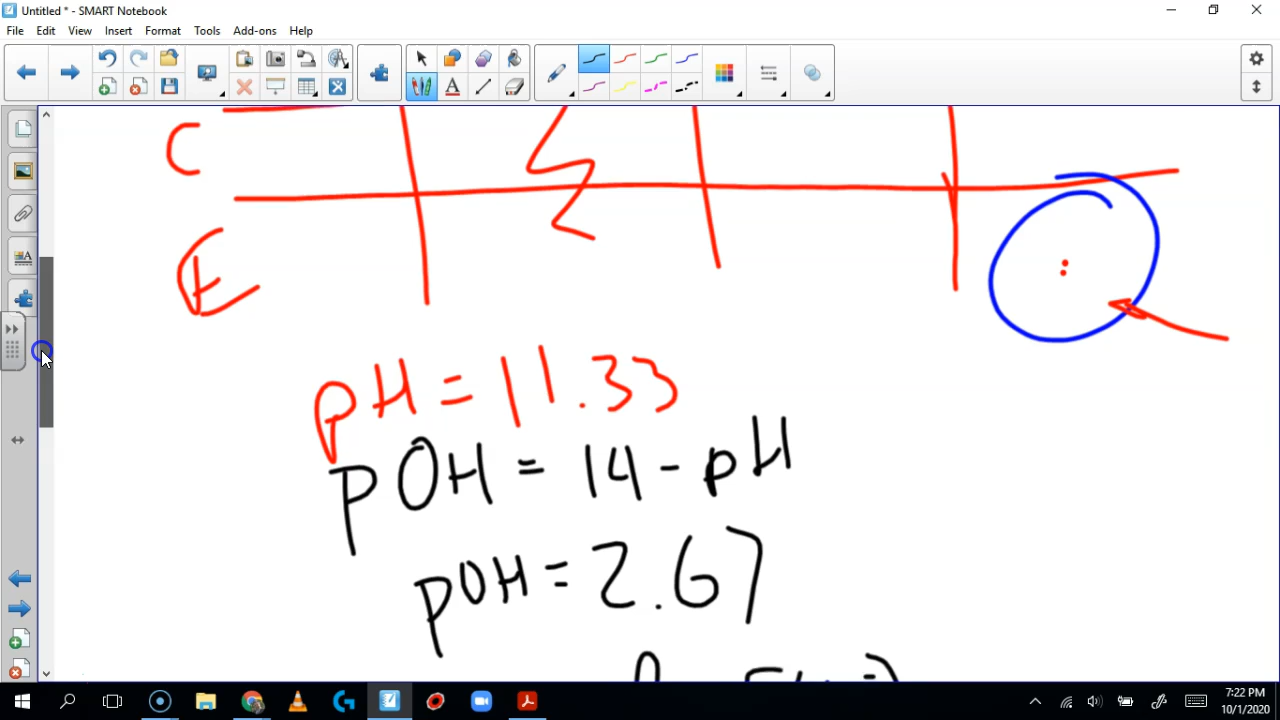 Untitled * - SMART Notebook
File Edit View Insert Format Tools Add-ons Help
C
E
pH = 11.33
pOH = 14 - pH
pOH = 2.67
7:22 PM
10/1/2020